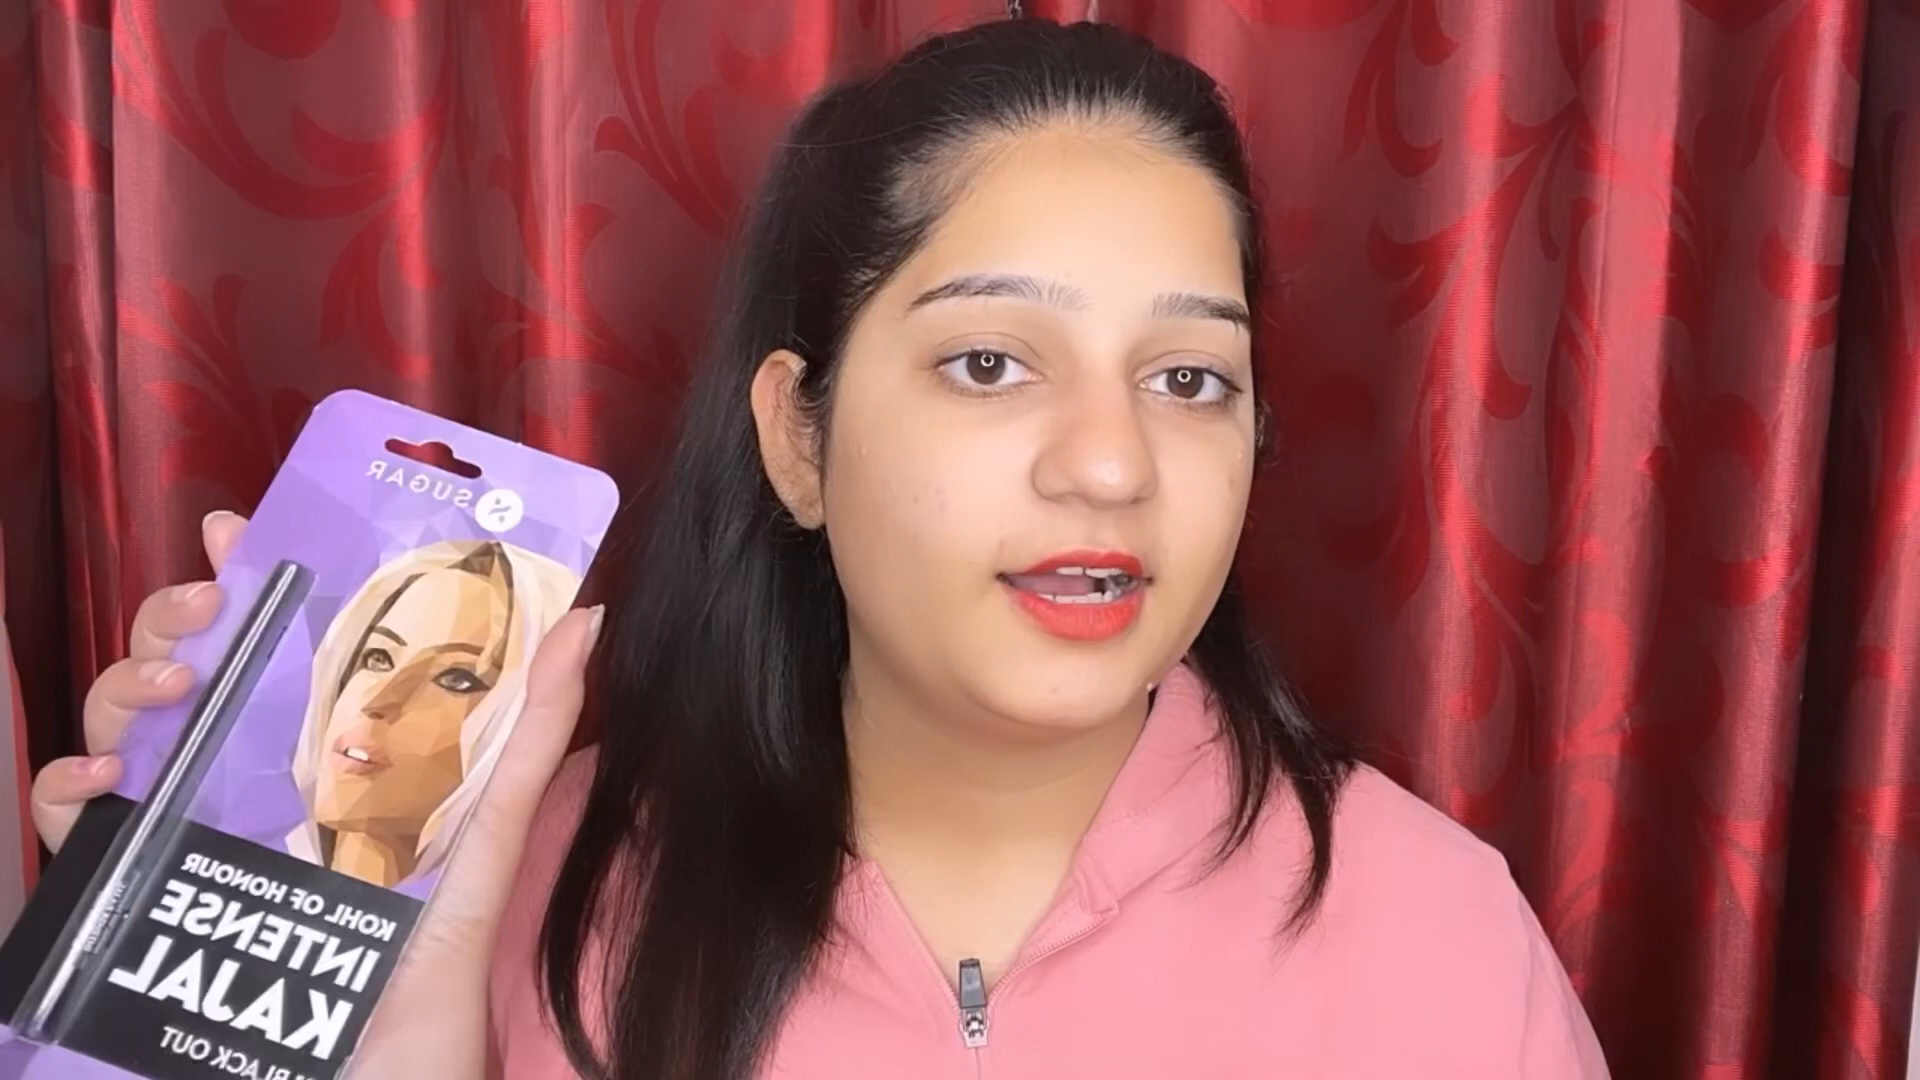 SUGAR
KOHL OF HONOUR
INTENSE
KAJAL
BLACK OUT